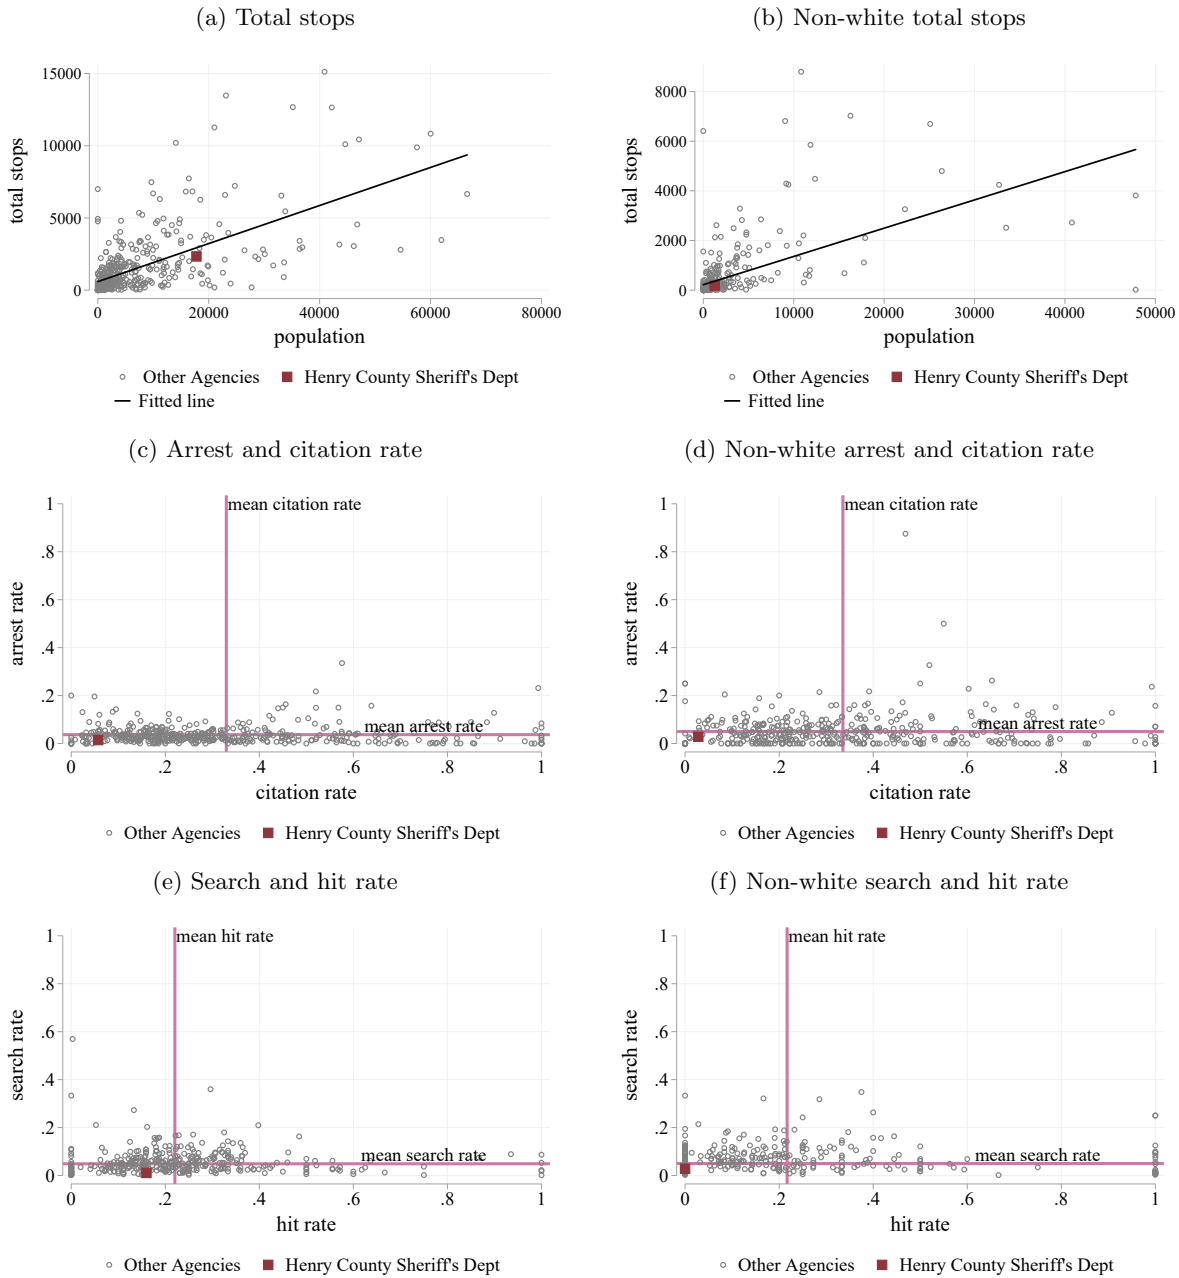 (a) Total stops
15000
10000
5000
0
total stops
0 20000 40000 60000 80000
population
Other Agencies Henry County Sheriff's Dept
Fitted line
(b) Non-white total stops
8000
6000
4000
2000
0
total stops
0 10000 20000 30000 40000 50000
population
Other Agencies Henry County Sheriff's Dept
Fitted line
(c) Arrest and citation rate
1
.8
.6
.4
.2
0
arrest rate
mean citation rate
mean arrest rate
0 .2 .4 .6 .8 1
citation rate
Other Agencies Henry County Sheriff's Dept
(d) Non-white arrest and citation rate
1
.8
.6
.4
.2
0
arrest rate
mean citation rate
mean arrest rate
0 .2 .4 .6 .8 1
citation rate
Other Agencies Henry County Sheriff's Dept
(e) Search and hit rate
1
.8
.6
.4
.2
0
search rate
mean hit rate
mean search rate
0 .2 .4 .6 .8 1
hit rate
Other Agencies Henry County Sheriff's Dept
(f) Non-white search and hit rate
1
.8
.6
.4
.2
0
search rate
mean hit rate
mean search rate
0 .2 .4 .6 .8 1
hit rate
Other Agencies Henry County Sheriff's Dept